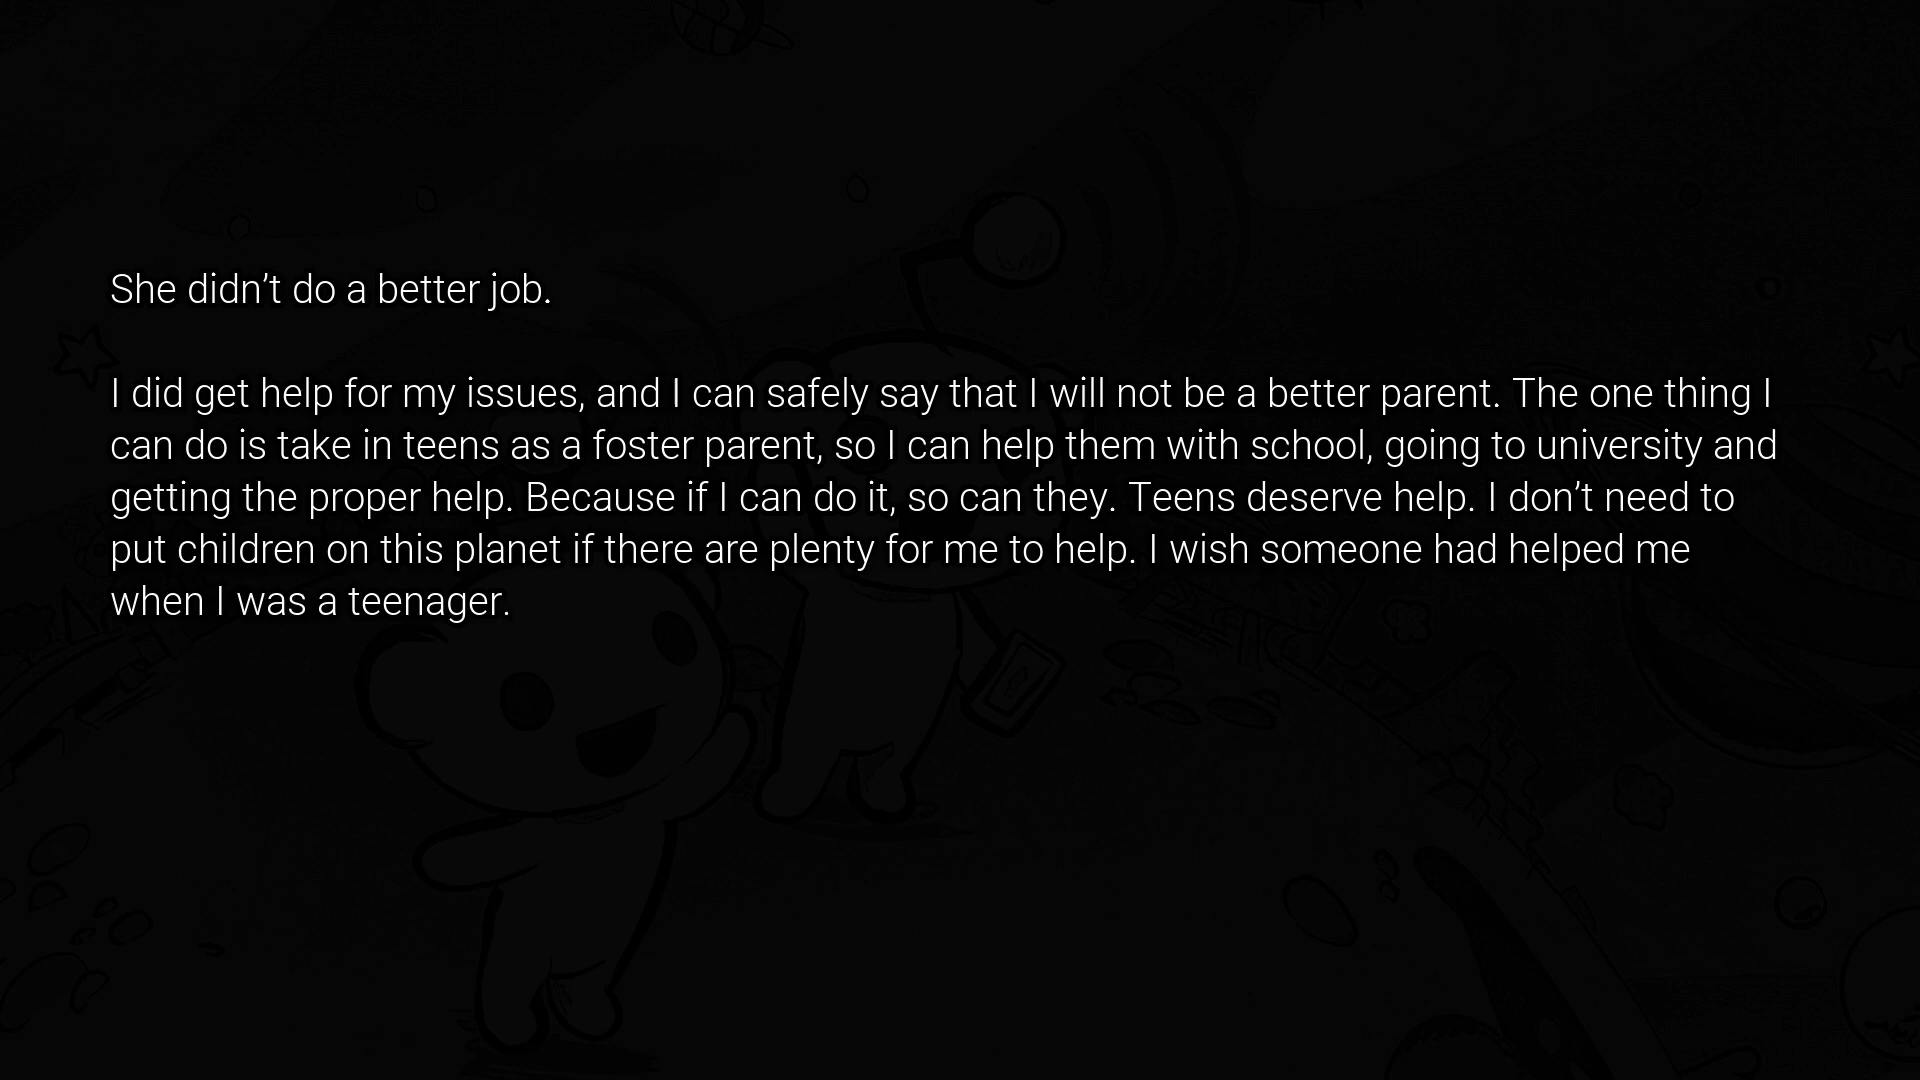 She didn’t do a better job.
I did get help for my issues, and I can safely say that I will not be a better parent. The one thing I
can do is take in teens as a foster parent, so I can help them with school, going to university and
getting the proper help. Because if I can do it, so can they. Teens deserve help. I don’t need to
put children on this planet if there are plenty for me to help. I wish someone had helped me
when I was a teenager.